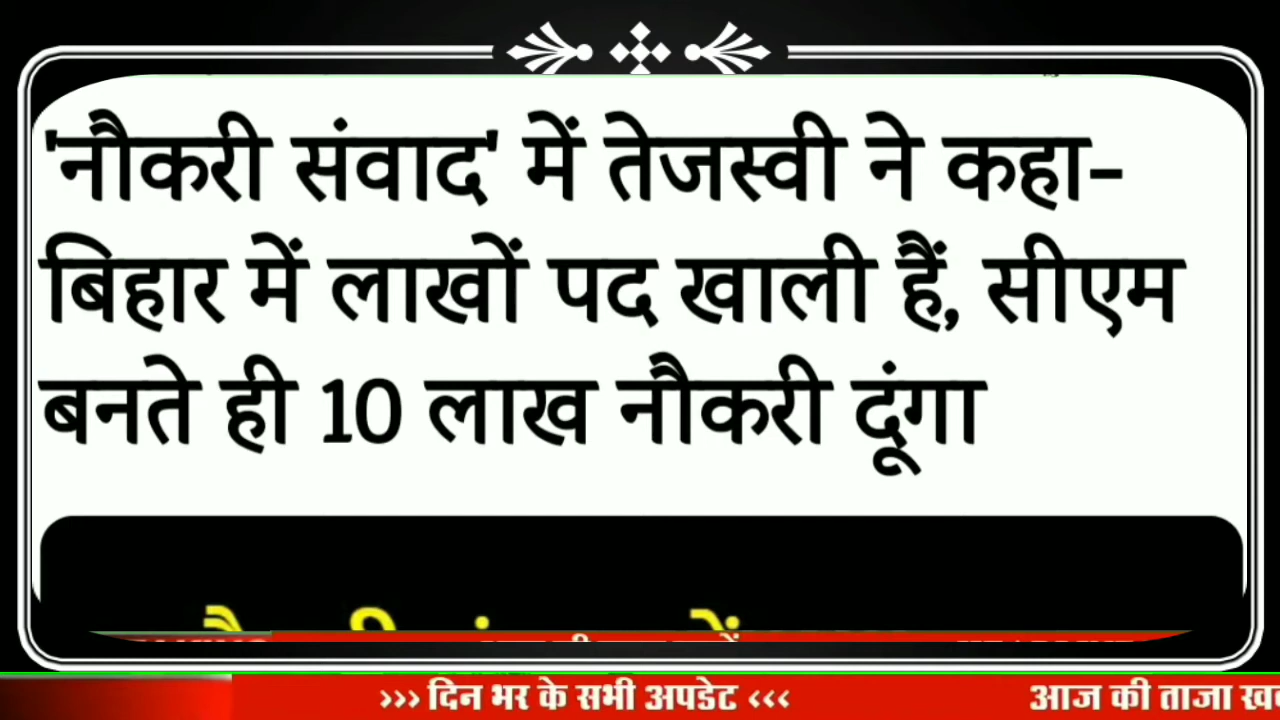 'नौकरी संवाद' में तेजस्वी ने कहा-
बिहार में लाखों पद खाली हैं, सीएम
बनते ही 10 लाख नौकरी दूंगा
>>> दिन भर के सभी अपडेट <<< आज की ताजा